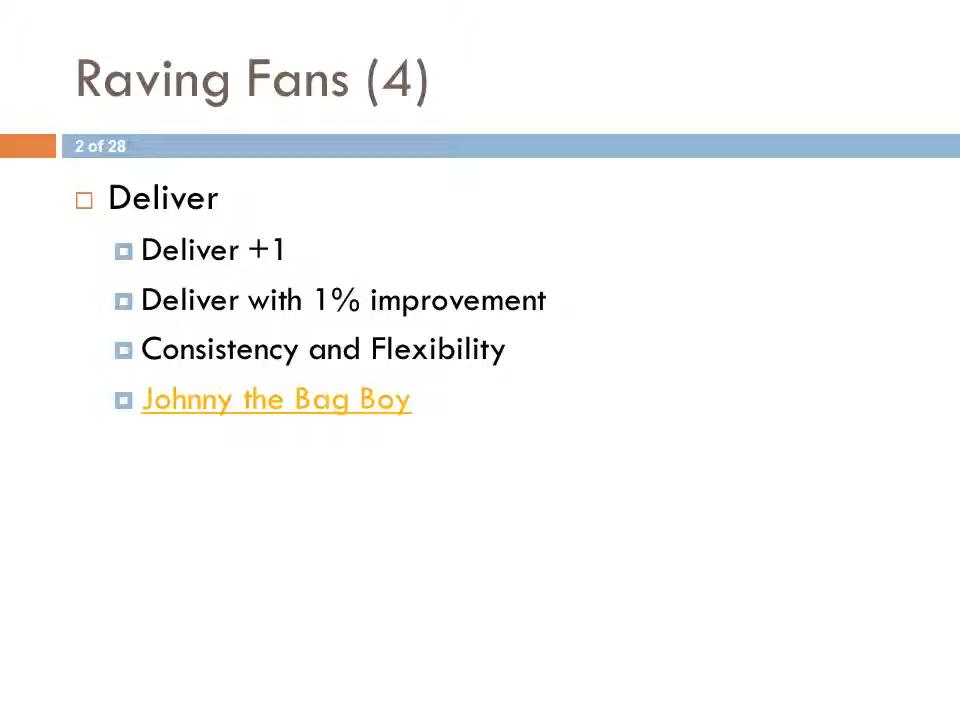 Raving Fans (4)
2 of 28
Deliver
Deliver +1
Deliver with 1% improvement
Consistency and Flexibility
Johnny the Bag Boy